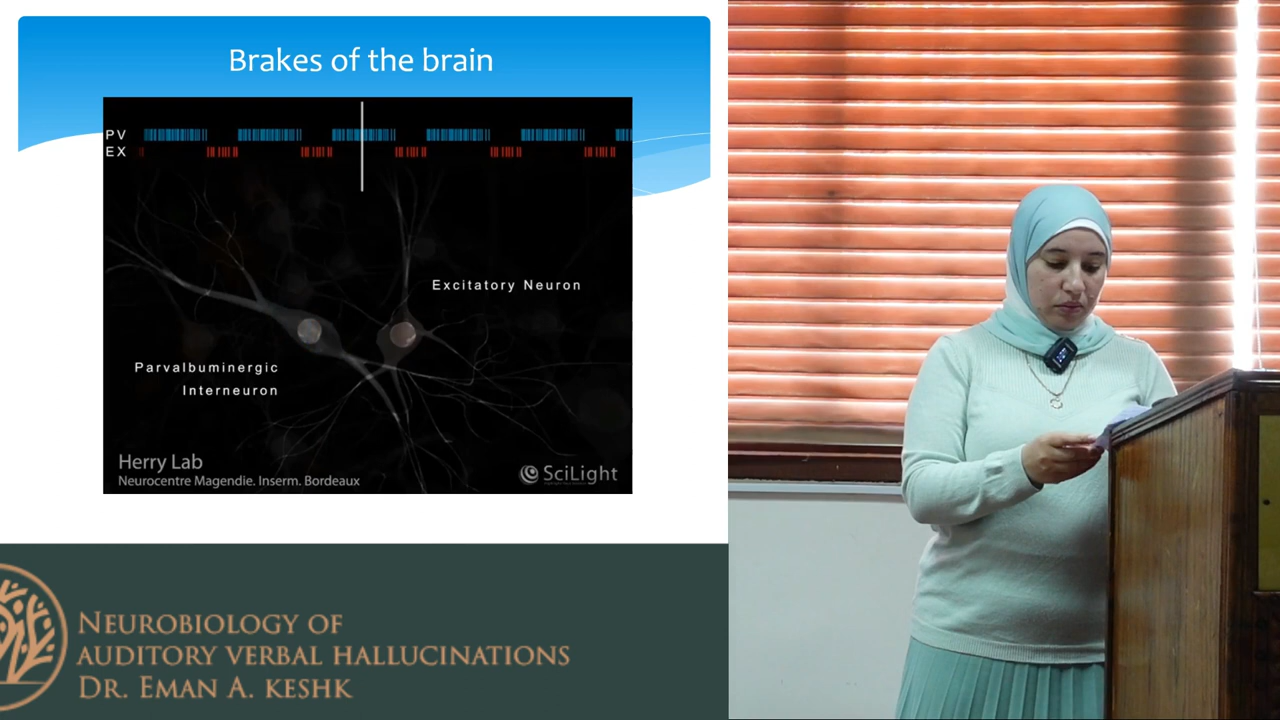 Brakes of the brain
PV
EX
Excitatory Neuron
Parvalbuminergic
Interneuron
Herry Lab
Neurocentre Magendie. Inserm. Bordeaux
SciLight
NEUROBIOLOGY OF
AUDITORY VERBAL HALLUCINATIONS
DR. EMAN A. KESHK